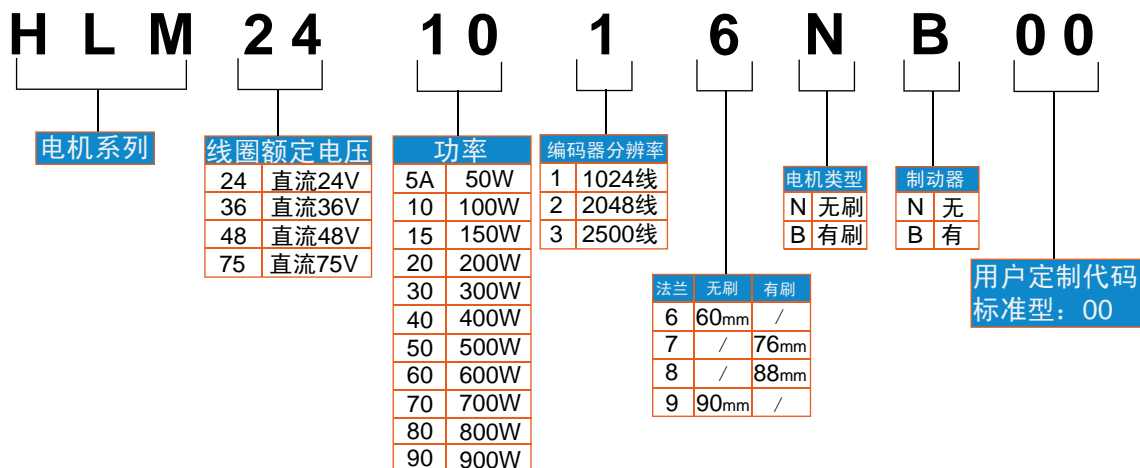 H L M 24 10 1 6 N B 00
电机系列
线圈额定电压
24 直流24V
36 直流36V
48 直流48V
75 直流75V
功率
5A 50W
10 100W
15 150W
20 200W
30 300W
40 400W
50 500W
60 600W
70 700W
80 800W
90 900W
编码器分辨率
1 1024线
2 2048线
3 2500线
法兰 无刷 有刷
6 60mm /
7 / 76mm
8 / 88mm
9 90mm /
电机类型
N 无刷
B 有刷
制动器
N 无
B 有
用户定制代码
标准型：00